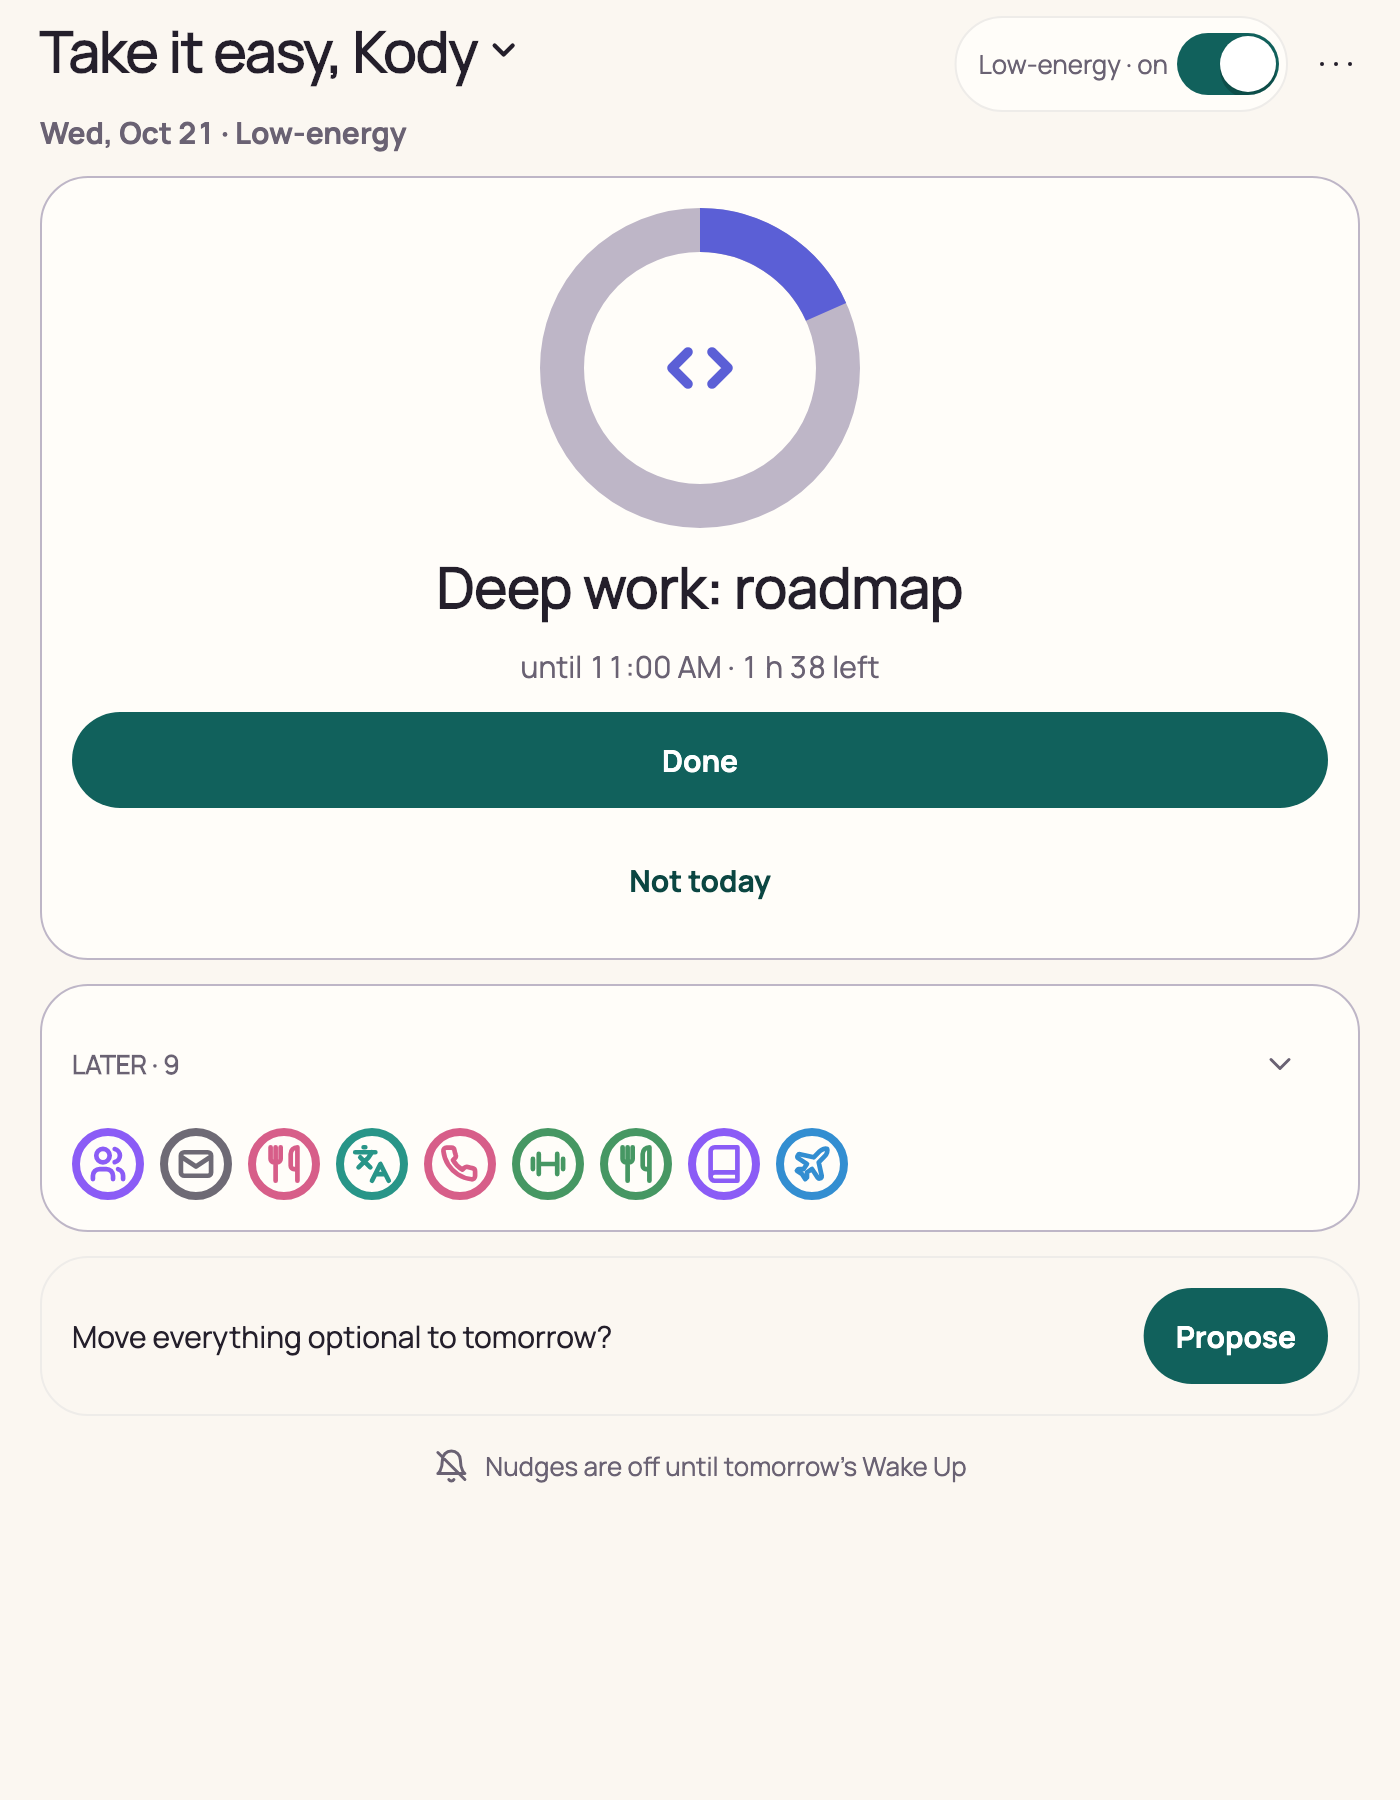 Take it easy, Kody
Low-energy · on
Wed, Oct 21 · Low-energy
Deep work: roadmap
until 11:00 AM · 1 h 38 left
Done
Not today
LATER · 9
Move everything optional to tomorrow?
Propose
Nudges are off until tomorrow’s Wake Up